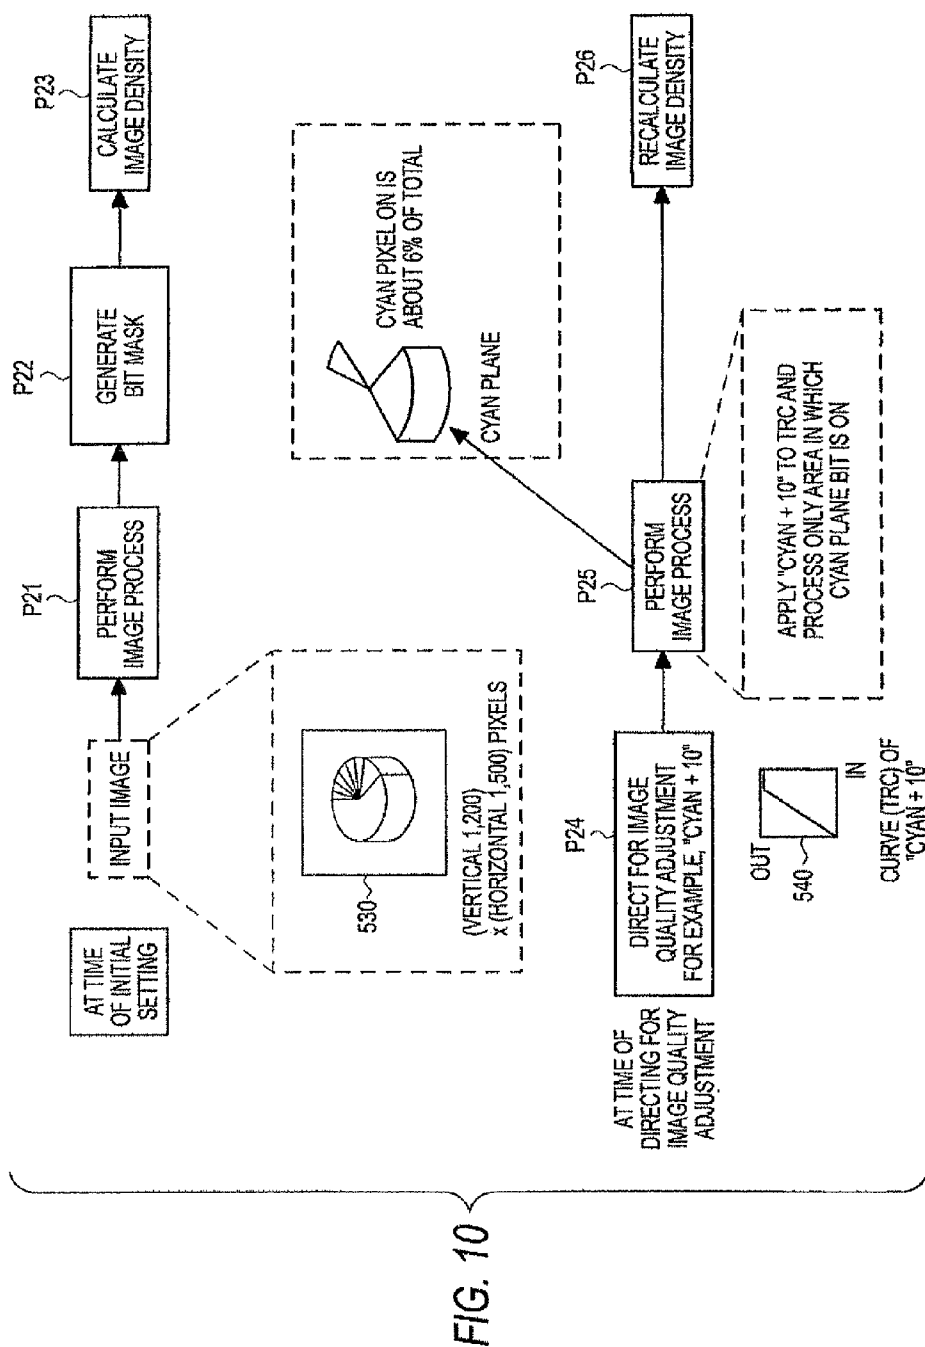 FIG. 10
AT TIME
OF INITIAL
SETTING
INPUT IMAGE
P21
PERFORM
IMAGE PROCESS
P22
GENERATE
BIT MASK
P23
CALCULATE
IMAGE DENSITY
530
(VERTICAL 1,200)
x (HORIZONTAL 1,500) PIXELS
CYAN PIXEL ON IS
ABOUT 6% OF TOTAL
CYAN PLANE
AT TIME OF
DIRECTING FOR
IMAGE QUALITY
ADJUSTMENT
P24
DIRECT FOR IMAGE
QUALITY ADJUSTMENT
FOR EXAMPLE, "CYAN + 10"
P25
PERFORM
IMAGE PROCESS
P26
RECALCULATE
IMAGE DENSITY
OUT
540
IN
CURVE (TRC) OF
"CYAN + 10"
APPLY "CYAN + 10" TO TRC AND
PROCESS ONLY AREA IN WHICH
CYAN PLANE BIT IS ON